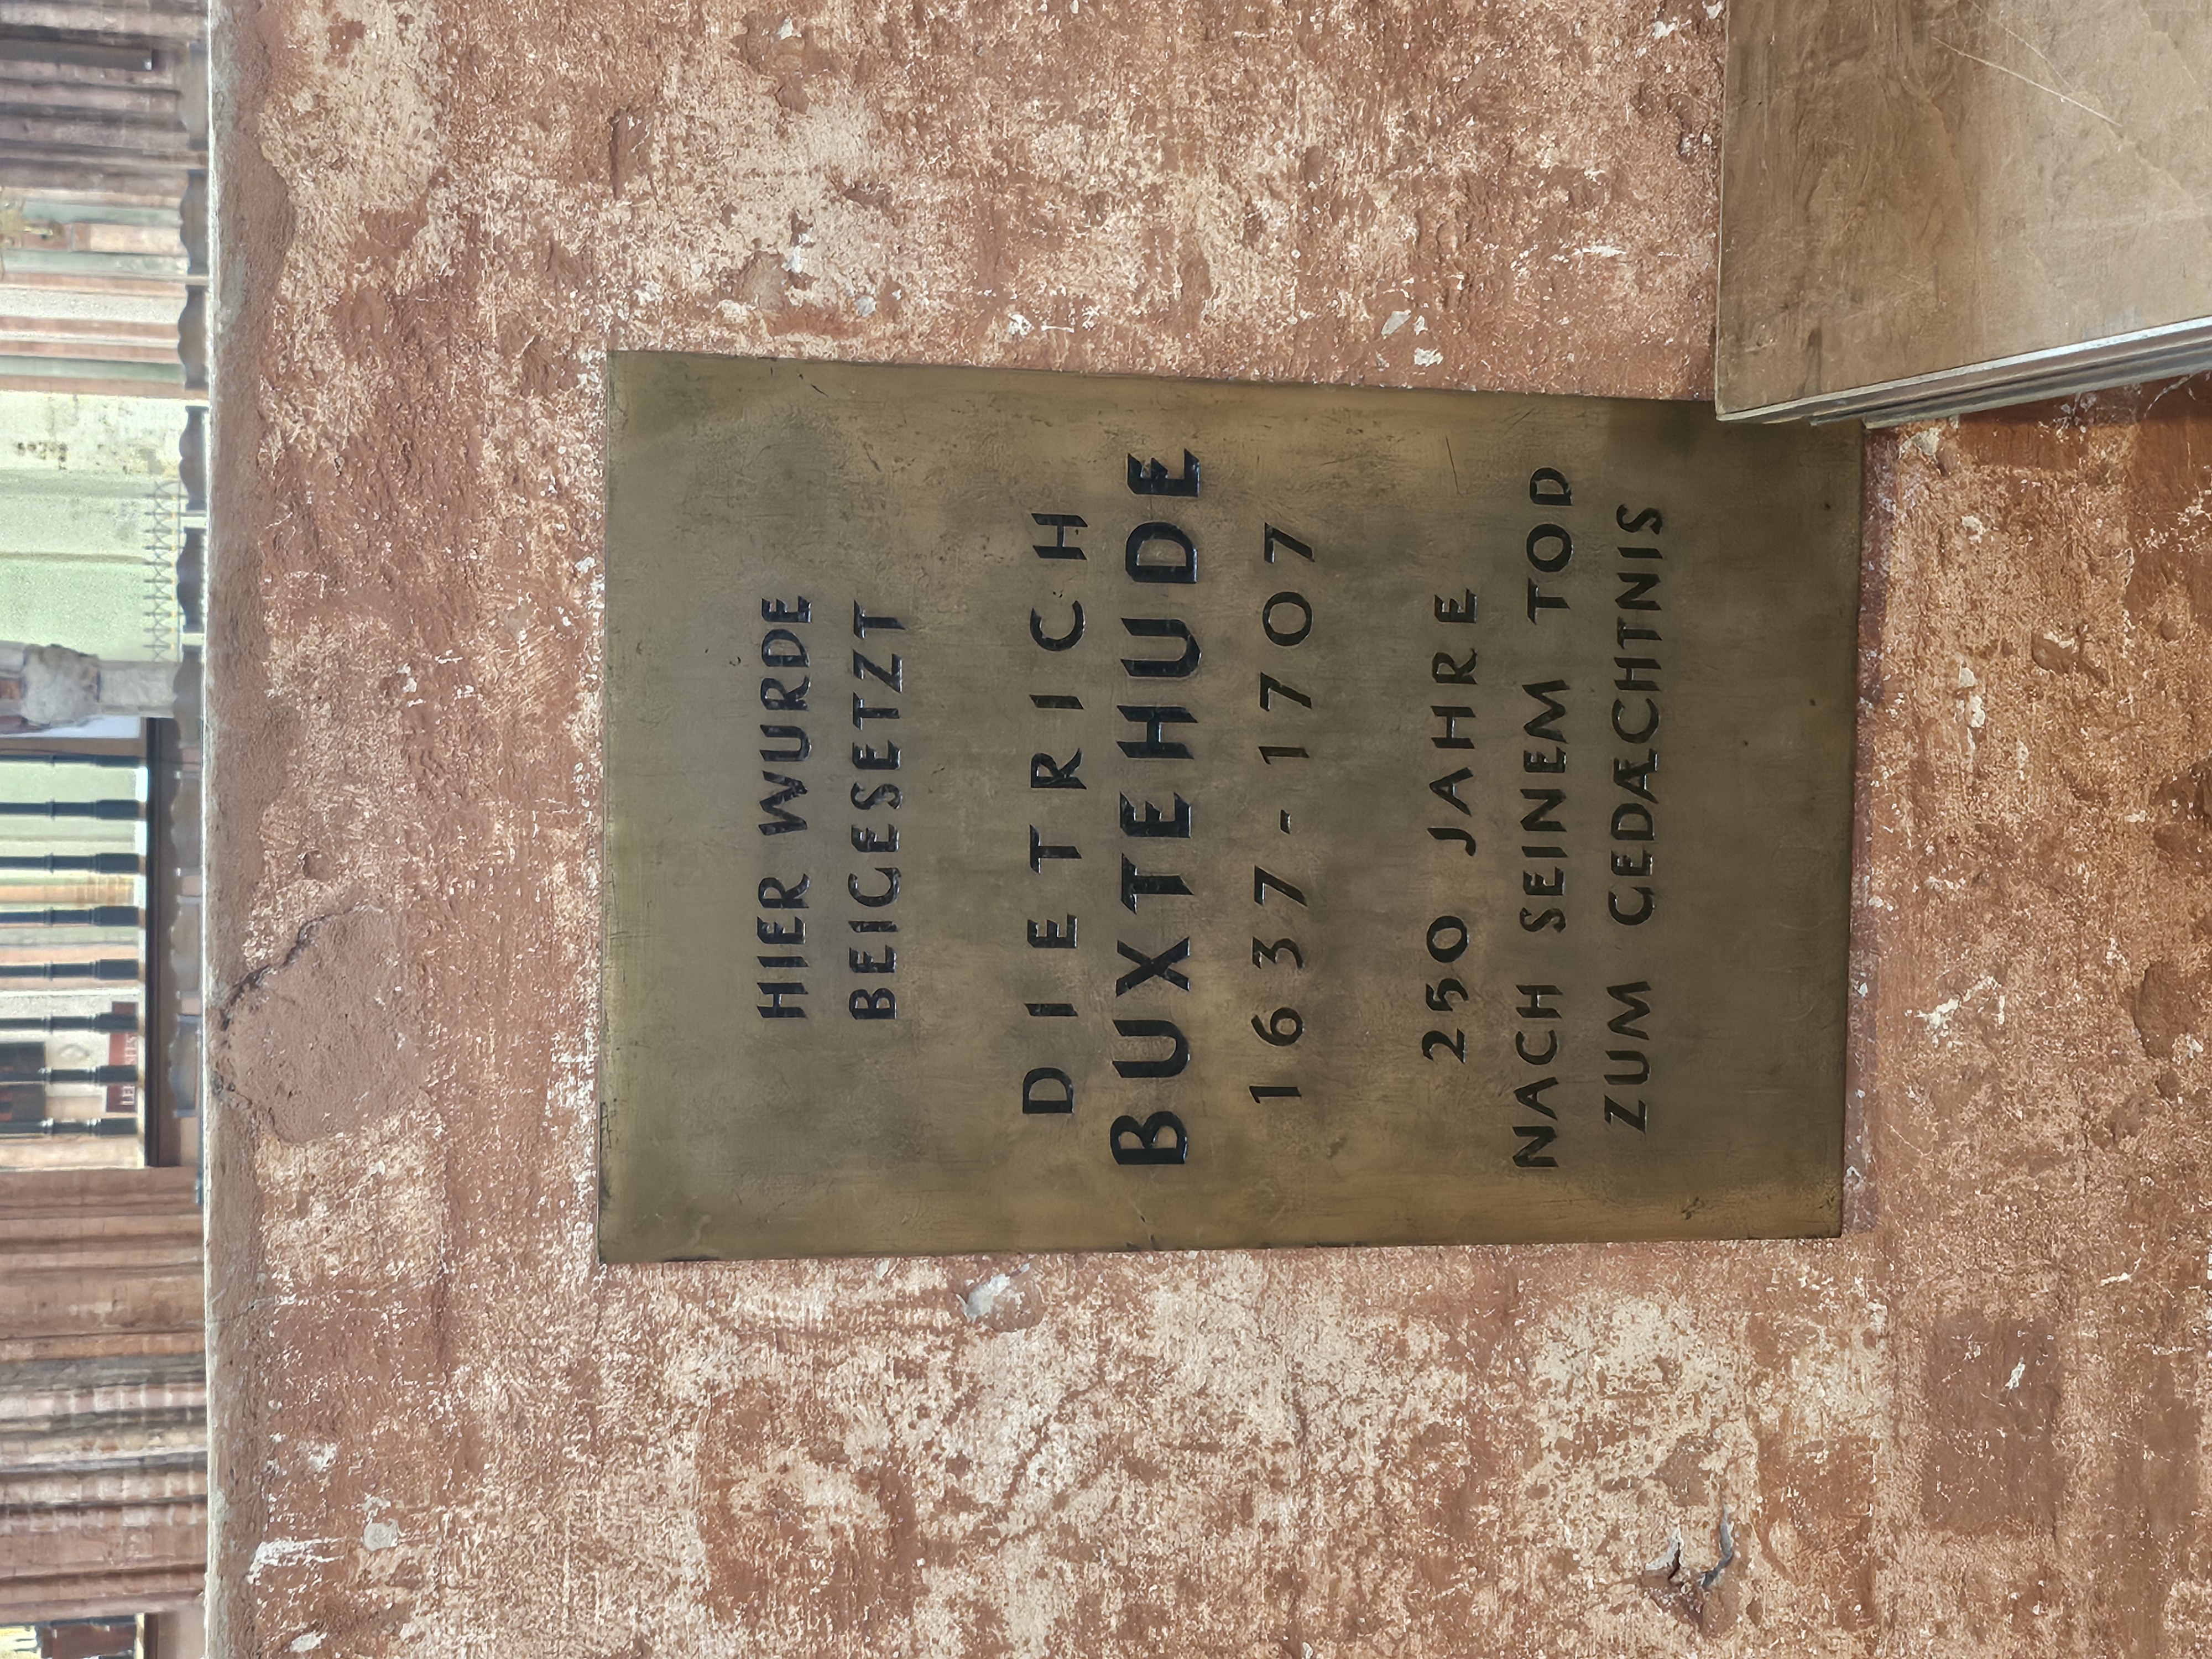 HIER WURDE
BEIGESETZT
DIETRICH
BUXTEHUDE
1637-1707
250 JAHRE
NACH SEINEM TOD
ZUM GEDÆCHTNIS